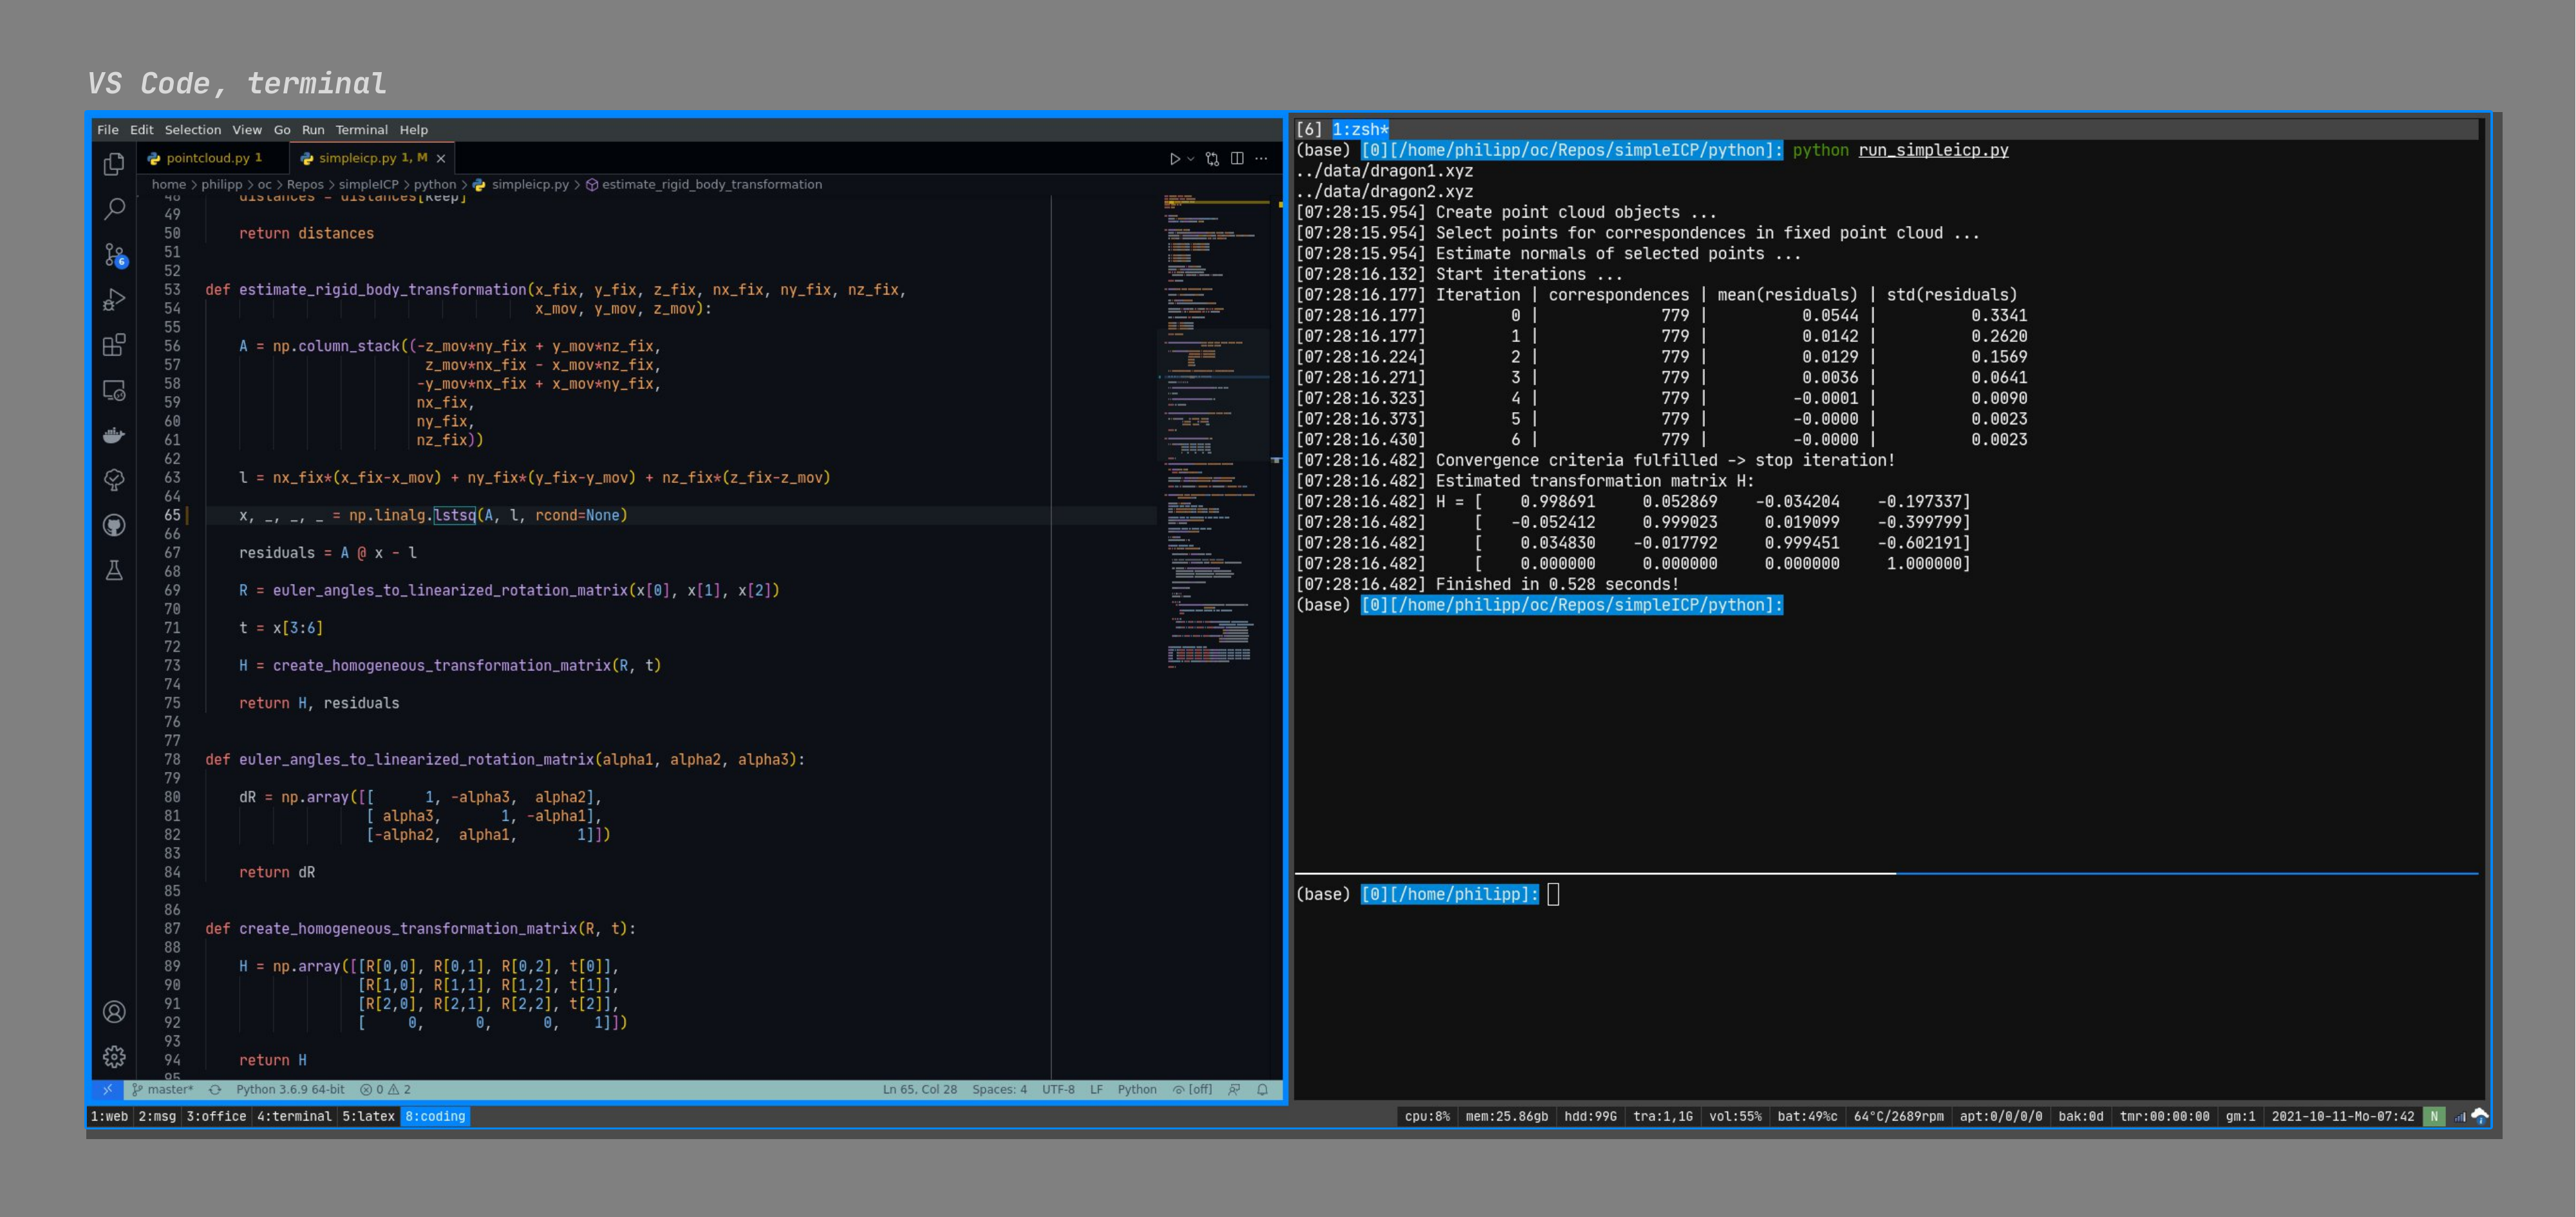 VS Code, terminal
File Edit Selection View Go Run Terminal Help
pointcloud.py 1
simpleicp.py 1, M
home > philipp > oc > Repos > simpleICP > python > simpleicp.py > estimate_rigid_body_transformation
48 distances = distances[keep]
49
50 return distances
51
52
53 def estimate_rigid_body_transformation(x_fix, y_fix, z_fix, nx_fix, ny_fix, nz_fix,
54 x_mov, y_mov, z_mov):
55
56 A = np.column_stack((-z_mov*ny_fix + y_mov*nz_fix,
57 z_mov*nx_fix - x_mov*nz_fix,
58 -y_mov*nx_fix + x_mov*ny_fix,
59 nx_fix,
60 ny_fix,
61 nz_fix))
62
63 l = nx_fix*(x_fix-x_mov) + ny_fix*(y_fix-y_mov) + nz_fix*(z_fix-z_mov)
64
65 x, _, _, _ = np.linalg.lstsq(A, l, rcond=None)
66
67 residuals = A @ x - l
68
69 R = euler_angles_to_linearized_rotation_matrix(x[0], x[1], x[2])
70
71 t = x[3:6]
72
73 H = create_homogeneous_transformation_matrix(R, t)
74
75 return H, residuals
76
77
78 def euler_angles_to_linearized_rotation_matrix(alpha1, alpha2, alpha3):
79
80 dR = np.array([[ 1, -alpha3, alpha2],
81 [ alpha3, 1, -alpha1],
82 [-alpha2, alpha1, 1]])
83
84 return dR
85
86
87 def create_homogeneous_transformation_matrix(R, t):
88
89 H = np.array([[R[0,0], R[0,1], R[0,2], t[0]],
90 [R[1,0], R[1,1], R[1,2], t[1]],
91 [R[2,0], R[2,1], R[2,2], t[2]],
92 [ 0, 0, 0, 1]])
93
94 return H
95
6
master* Python 3.6.9 64-bit 0 2 Ln 65, Col 28 Spaces: 4 UTF-8 LF Python [off]
[6] 1:zsh*
(base) [0][/home/philipp/oc/Repos/simpleICP/python]: python run_simpleicp.py
../data/dragon1.xyz
../data/dragon2.xyz
[07:28:15.954] Create point cloud objects ...
[07:28:15.954] Select points for correspondences in fixed point cloud ...
[07:28:15.954] Estimate normals of selected points ...
[07:28:16.132] Start iterations ...
[07:28:16.177] Iteration | correspondences | mean(residuals) | std(residuals)
[07:28:16.177] 0 | 779 | 0.0544 | 0.3341
[07:28:16.177] 1 | 779 | 0.0142 | 0.2620
[07:28:16.224] 2 | 779 | 0.0129 | 0.1569
[07:28:16.271] 3 | 779 | 0.0036 | 0.0641
[07:28:16.323] 4 | 779 | -0.0001 | 0.0090
[07:28:16.373] 5 | 779 | -0.0000 | 0.0023
[07:28:16.430] 6 | 779 | -0.0000 | 0.0023
[07:28:16.482] Convergence criteria fulfilled -> stop iteration!
[07:28:16.482] Estimated transformation matrix H:
[07:28:16.482] H = [ 0.998691 0.052869 -0.034204 -0.197337]
[07:28:16.482] [ -0.052412 0.999023 0.019099 -0.399799]
[07:28:16.482] [ 0.034830 -0.017792 0.999451 -0.602191]
[07:28:16.482] [ 0.000000 0.000000 0.000000 1.000000]
[07:28:16.482] Finished in 0.528 seconds!
(base) [0][/home/philipp/oc/Repos/simpleICP/python]:
(base) [0][/home/philipp]:
1:web 2:msg 3:office 4:terminal 5:latex 8:coding
cpu:8% mem:25.86gb hdd:99G tra:1,1G vol:55% bat:49%c 64°C/2689rpm apt:0/0/0/0 bak:0d tmr:00:00:00 gm:1 2021-10-11-Mo-07:42 N